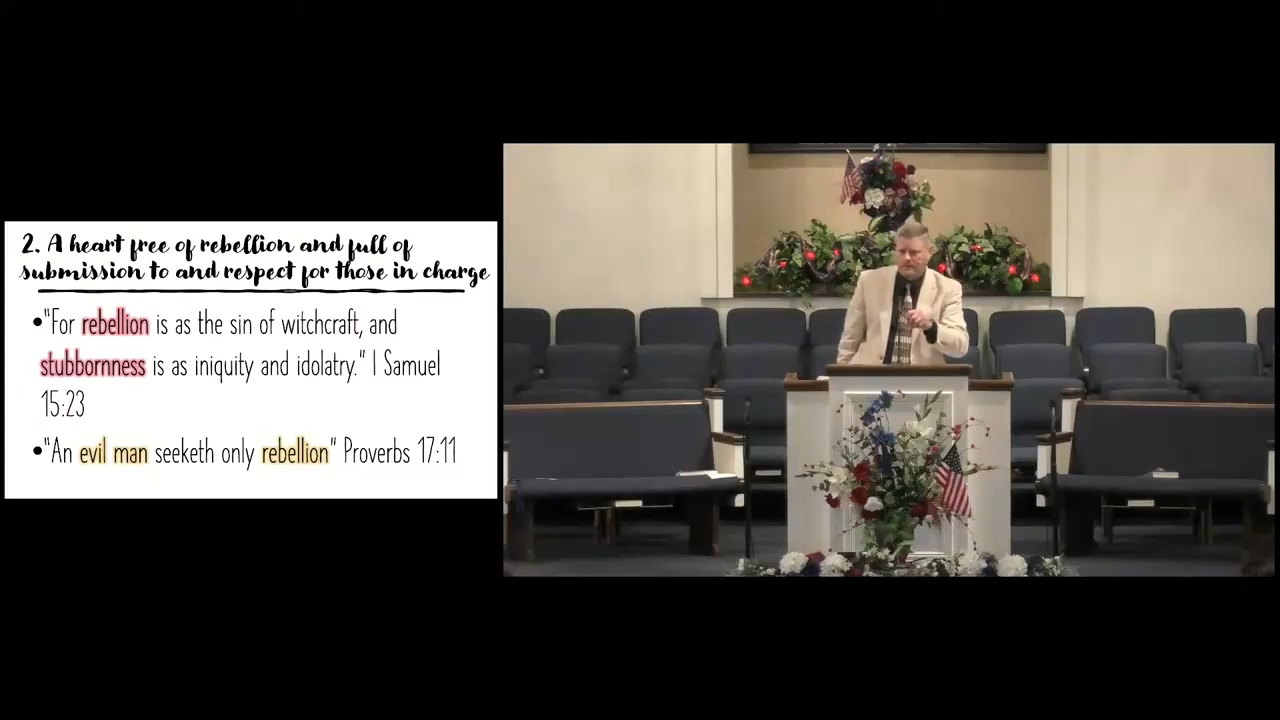 2. A heart free of rebellion and full of
submission to and respect for those in charge
•"For rebellion is as the sin of witchcraft, and
stubbornness is as iniquity and idolatry." I Samuel
15:23
•"An evil man seeketh only rebellion" Proverbs 17:11